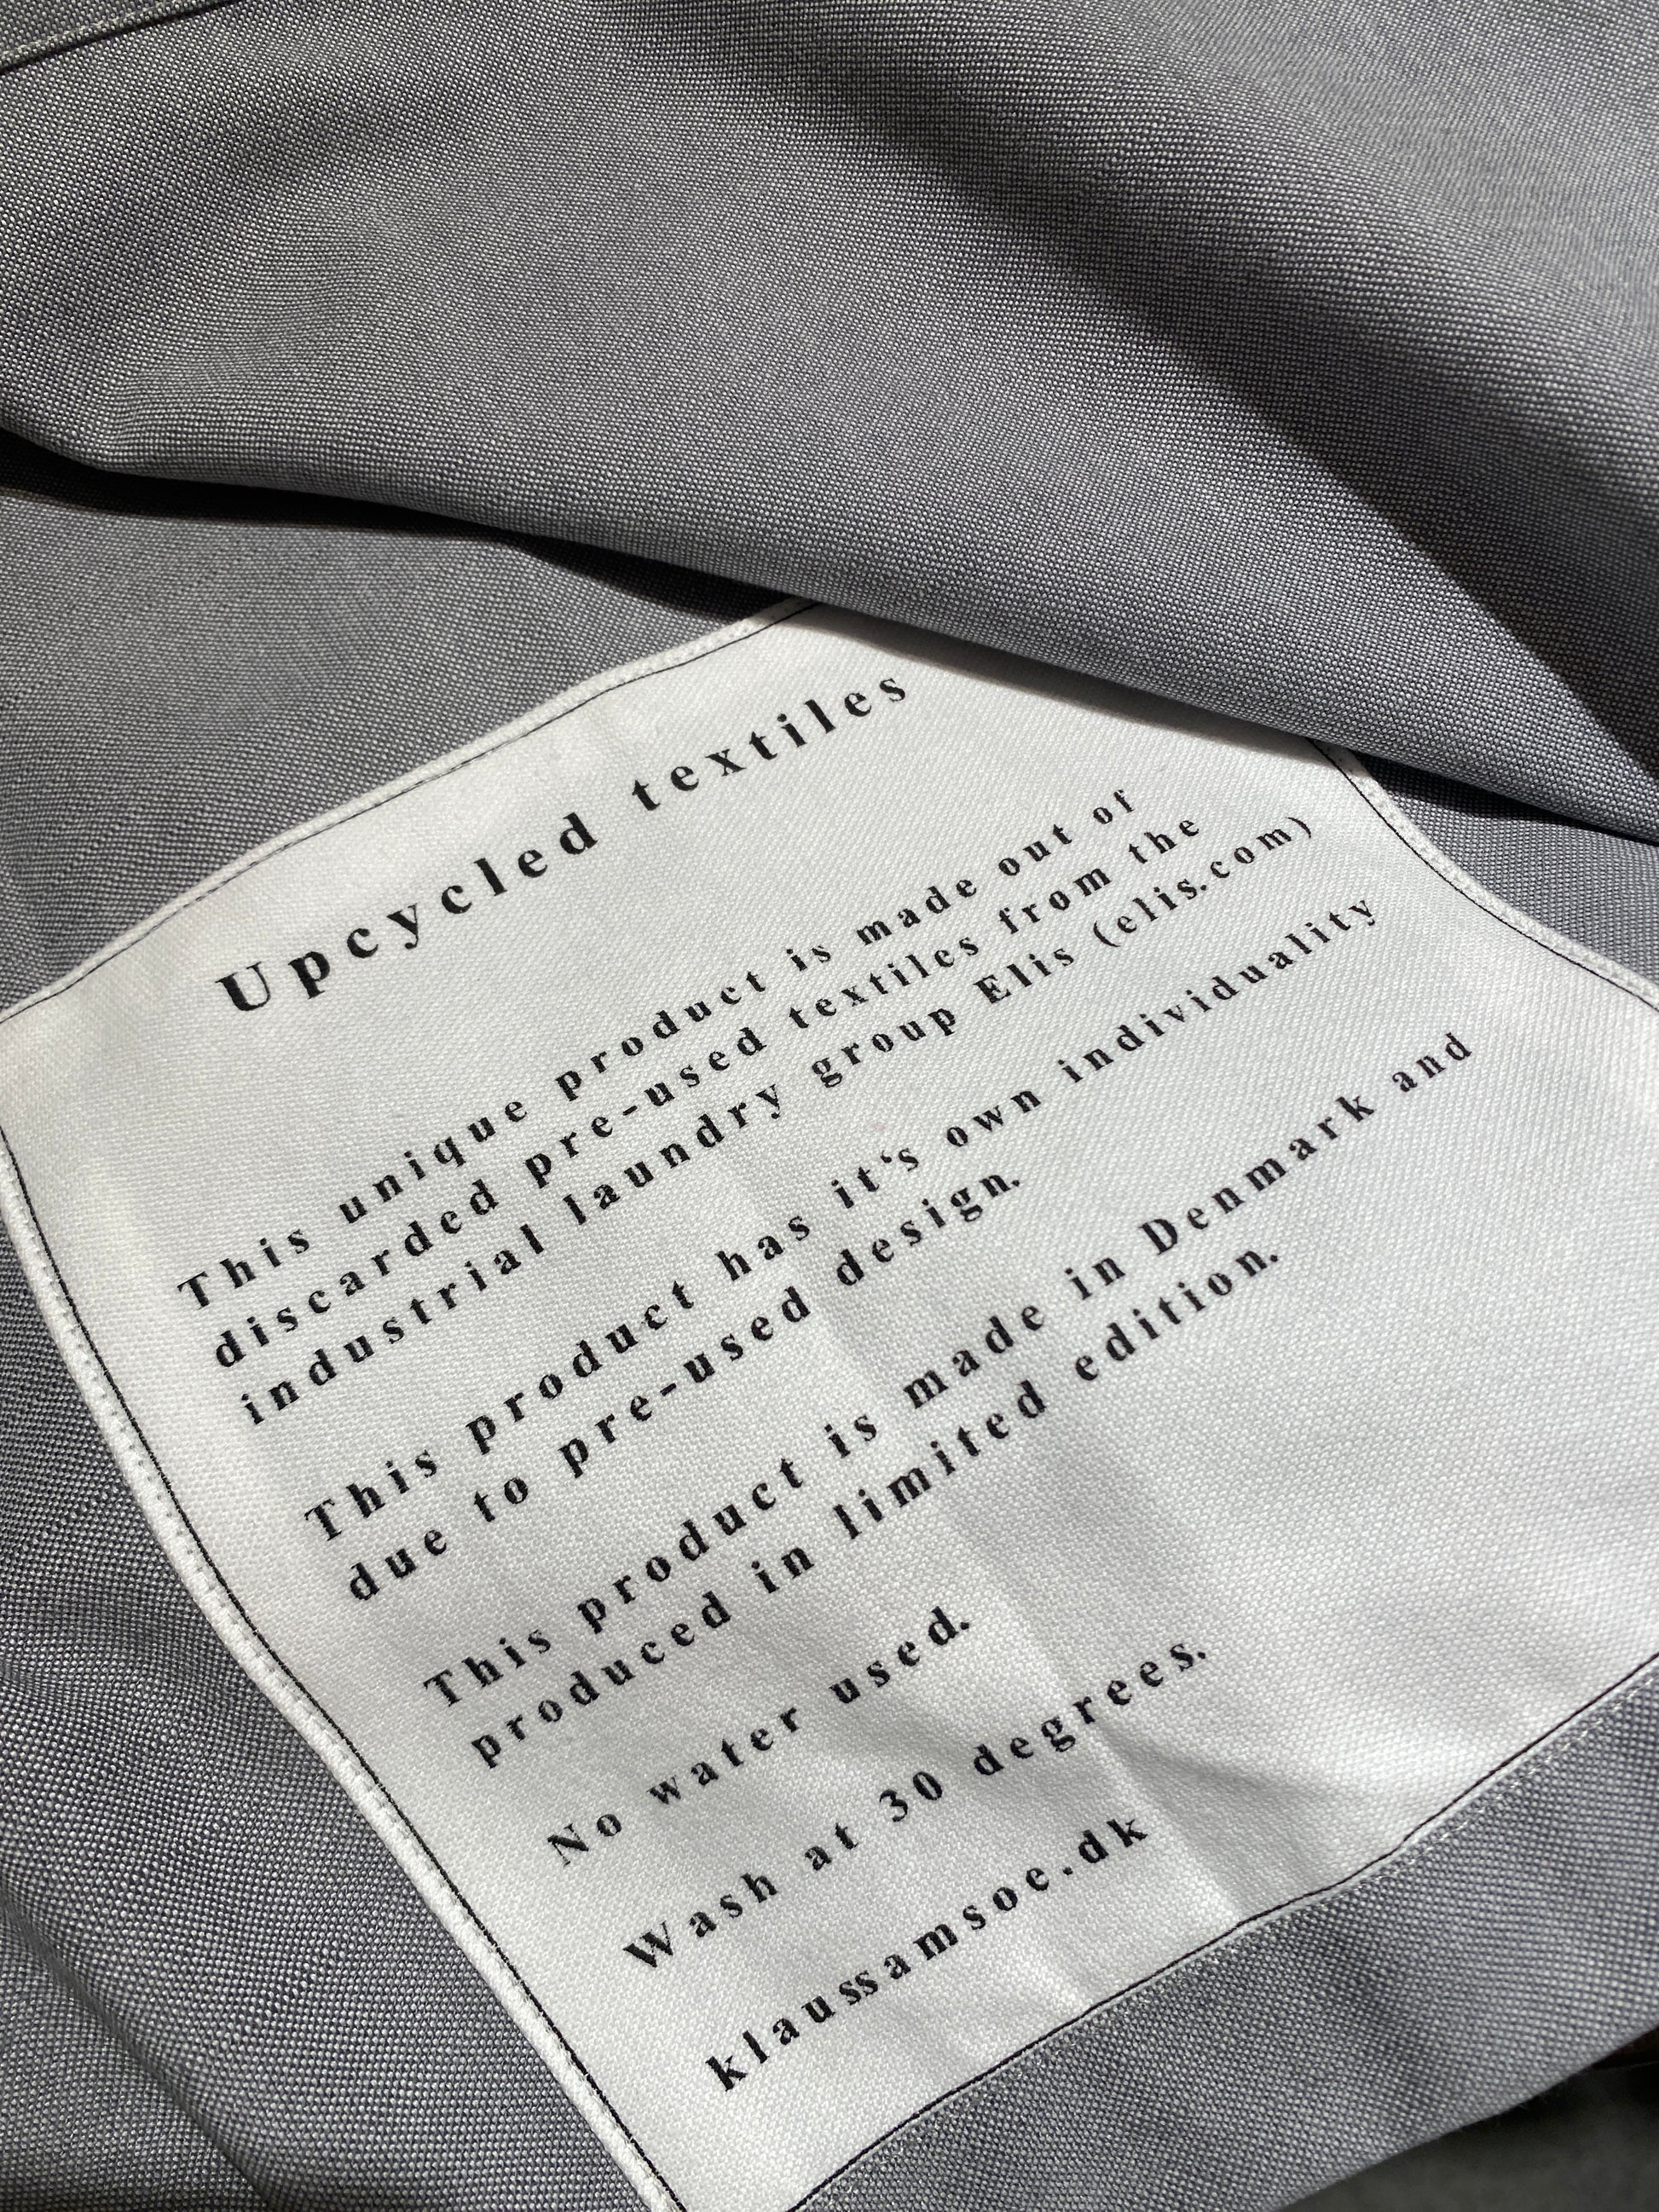 Upcycled textiles
This unique product is made out of
discarded pre-used textiles from the
industrial laundry group Elis (elis.com)
This product has it‘s own individuality
due to pre-used design.
This product is made in Denmark and
produced in limited edition.
No water used.
Wash at 30 degrees.
klaussamsoe.dk